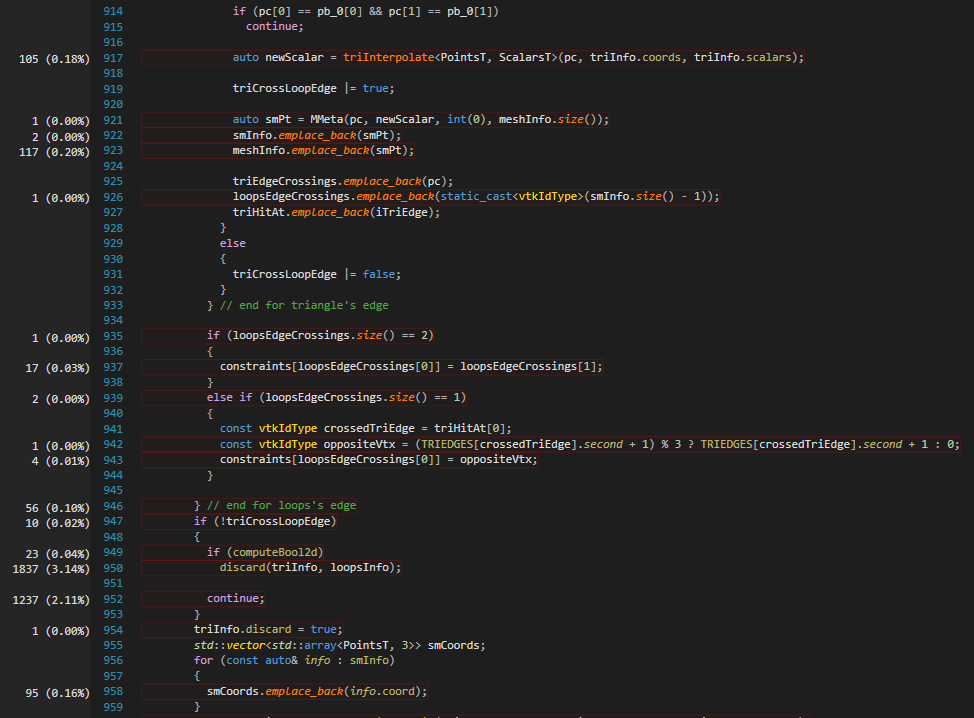 914 if (pc[0] == pb_0[0] && pc[1] == pb_0[1])
915 continue;
916
105 (0.18%) 917 auto newScalar = triInterpolate<PointsT, ScalarsT>(pc, triInfo.coords, triInfo.scalars);
918
919 triCrossLoopEdge |= true;
920
1 (0.00%) 921 auto smPt = MMeta(pc, newScalar, int(0), meshInfo.size());
2 (0.00%) 922 smInfo.emplace_back(smPt);
117 (0.20%) 923 meshInfo.emplace_back(smPt);
924
925 triEdgeCrossings.emplace_back(pc);
1 (0.00%) 926 loopsEdgeCrossings.emplace_back(static_cast<vtkIdType>(smInfo.size() - 1));
927 triHitAt.emplace_back(iTriEdge);
928 }
929 else
930 {
931 triCrossLoopEdge |= false;
932 }
933 } // end for triangle's edge
934
1 (0.00%) 935 if (loopsEdgeCrossings.size() == 2)
936 {
17 (0.03%) 937 constraints[loopsEdgeCrossings[0]] = loopsEdgeCrossings[1];
938 }
2 (0.00%) 939 else if (loopsEdgeCrossings.size() == 1)
940 {
941 const vtkIdType crossedTriEdge = triHitAt[0];
1 (0.00%) 942 const vtkIdType oppositeVtx = (TRIEDGES[crossedTriEdge].second + 1) % 3 ? TRIEDGES[crossedTriEdge].second + 1 : 0;
4 (0.01%) 943 constraints[loopsEdgeCrossings[0]] = oppositeVtx;
944 }
945
56 (0.10%) 946 } // end for loops's edge
10 (0.02%) 947 if (!triCrossLoopEdge)
948 {
23 (0.04%) 949 if (computeBool2d)
1837 (3.14%) 950 discard(triInfo, loopsInfo);
951
1237 (2.11%) 952 continue;
953 }
1 (0.00%) 954 triInfo.discard = true;
955 std::vector<std::array<PointsT, 3>> smCoords;
956 for (const auto& info : smInfo)
957 {
95 (0.16%) 958 smCoords.emplace_back(info.coord);
959 }